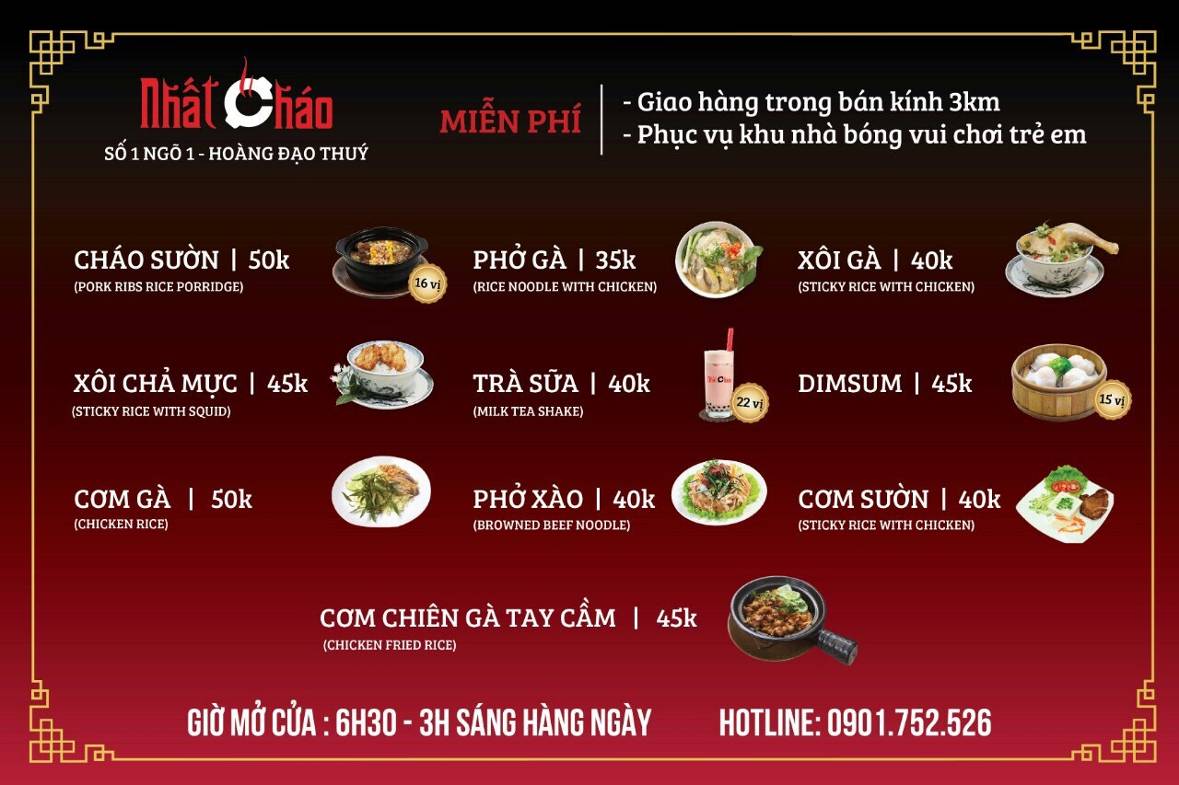 Nhất Cháo
SỐ 1 NGÕ 1 - HOÀNG ĐẠO THUÝ
MIỄN PHÍ
- Giao hàng trong bán kính 3km
- Phục vụ khu nhà bóng vui chơi trẻ em
CHÁO SƯỜN | 50k
(PORK RIBS RICE PORRIDGE)
16 vị
PHỞ GÀ | 35k
(RICE NOODLE WITH CHICKEN)
XÔI GÀ | 40k
(STICKY RICE WITH CHICKEN)
XÔI CHẢ MỰC | 45k
(STICKY RICE WITH SQUID)
TRÀ SỮA | 40k
(MILK TEA SHAKE)
Nhất Cháo
22 vị
DIMSUM | 45k
15 vị
CƠM GÀ | 50k
(CHICKEN RICE)
PHỞ XÀO | 40k
(BROWNED BEEF NOODLE)
CƠM SƯỜN | 40k
(STICKY RICE WITH CHICKEN)
CƠM CHIÊN GÀ TAY CẦM | 45k
(CHICKEN FRIED RICE)
GIỜ MỞ CỬA : 6H30 - 3H SÁNG HÀNG NGÀY
HOTLINE: 0901.752.526